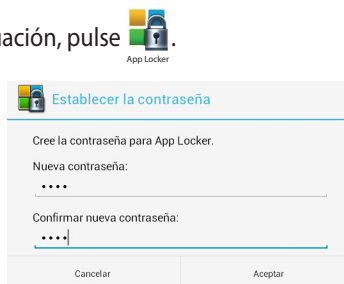 uación, pulse .
App Locker
Establecer la contraseña
Cree la contraseña para App Locker.
Nueva contraseña:
••••
Confirmar nueva contraseña:
••••
Cancelar Aceptar